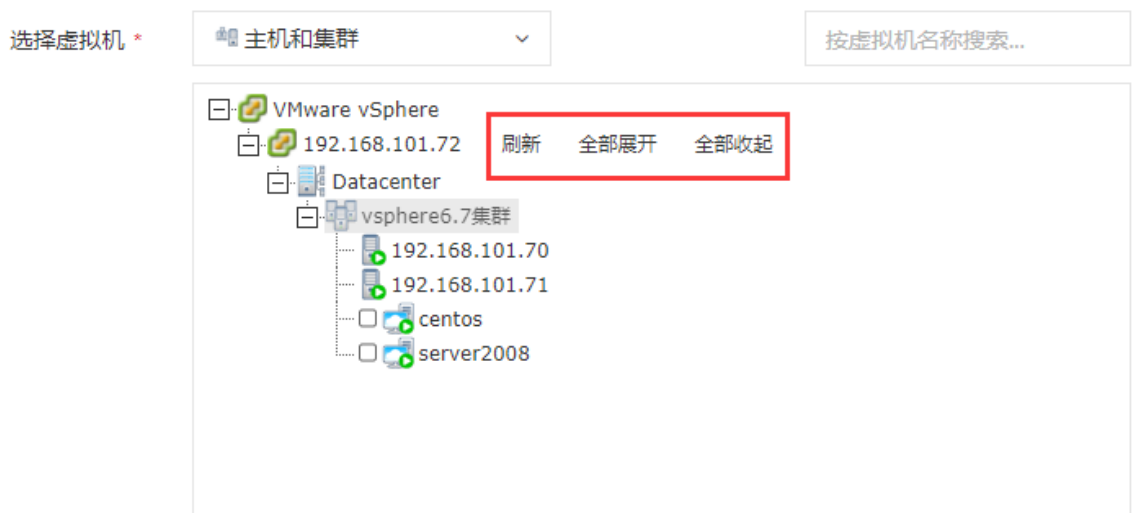 选择虚拟机 * 主机和集群 按虚拟机名称搜索...
VMware vSphere
192.168.101.72 刷新 全部展开 全部收起
Datacenter
vsphere6.7集群
192.168.101.70
192.168.101.71
centos
server2008